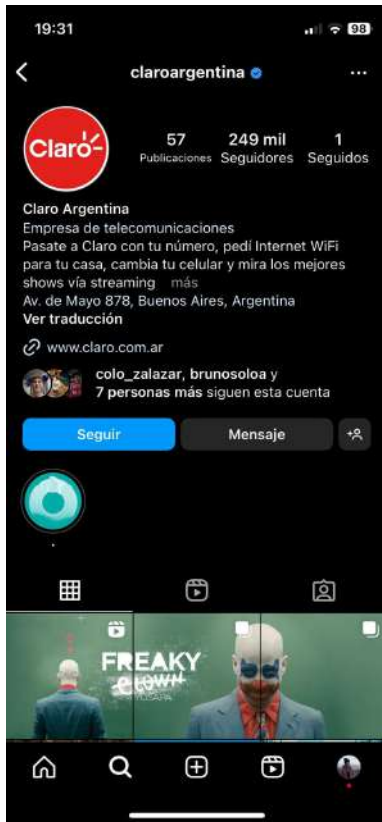 19:31
98
claroargentina
Claro
57
249 mil
1
Publicaciones
Seguidores
Seguidos
Claro Argentina
Empresa de telecomunicaciones
Pasate a Claro con tu número, pedí Internet WiFi
para tu casa, cambia tu celular y mira los mejores
shows vía streaming más
Av. de Mayo 878, Buenos Aires, Argentina
Ver traducción
www.claro.com.ar
colo_zalazar, brunosoloa y
7 personas más siguen esta cuenta
Seguir
Mensaje
.
FREAKY